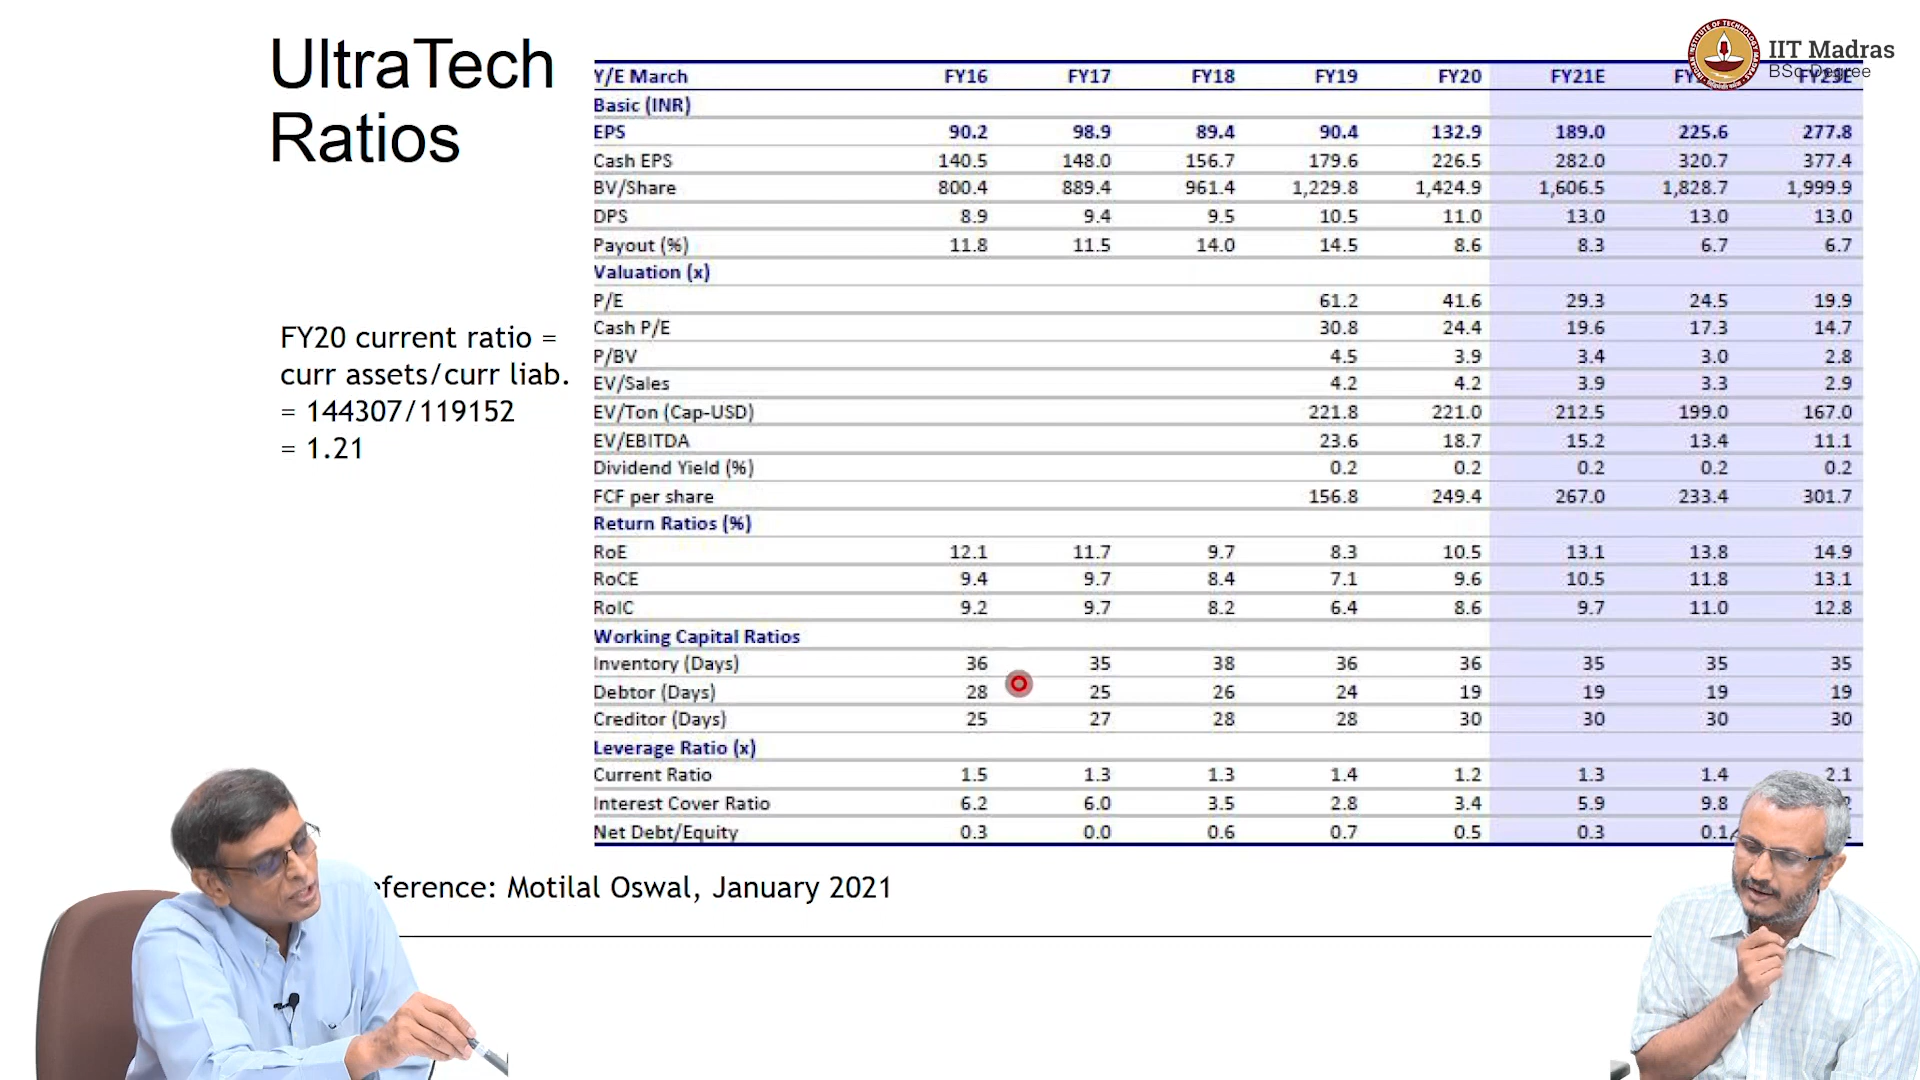 UltraTech
Ratios
IIT Madras
BSc Degree
FY20 current ratio =
curr assets/curr liab.
= 144307/119152
= 1.21
Y/E March FY16 FY17 FY18 FY19 FY20 FY21E FY23E
Basic (INR)
EPS 90.2 98.9 89.4 90.4 132.9 189.0 225.6 277.8
Cash EPS 140.5 148.0 156.7 179.6 226.5 282.0 320.7 377.4
BV/Share 800.4 889.4 961.4 1,229.8 1,424.9 1,606.5 1,828.7 1,999.9
DPS 8.9 9.4 9.5 10.5 11.0 13.0 13.0 13.0
Payout (%) 11.8 11.5 14.0 14.5 8.6 8.3 6.7 6.7
Valuation (x)
P/E 61.2 41.6 29.3 24.5 19.9
Cash P/E 30.8 24.4 19.6 17.3 14.7
P/BV 4.5 3.9 3.4 3.0 2.8
EV/Sales 4.2 4.2 3.9 3.3 2.9
EV/Ton (Cap-USD) 221.8 221.0 212.5 199.0 167.0
EV/EBITDA 23.6 18.7 15.2 13.4 11.1
Dividend Yield (%) 0.2 0.2 0.2 0.2 0.2
FCF per share 156.8 249.4 267.0 233.4 301.7
Return Ratios (%)
RoE 12.1 11.7 9.7 8.3 10.5 13.1 13.8 14.9
RoCE 9.4 9.7 8.4 7.1 9.6 10.5 11.8 13.1
RoIC 9.2 9.7 8.2 6.4 8.6 9.7 11.0 12.8
Working Capital Ratios
Inventory (Days) 36 35 38 36 36 35 35 35
Debtor (Days) 28 25 26 24 19 19 19 19
Creditor (Days) 25 27 28 28 30 30 30 30
Leverage Ratio (x)
Current Ratio 1.5 1.3 1.3 1.4 1.2 1.3 1.4 2.1
Interest Cover Ratio 6.2 6.0 3.5 2.8 3.4 5.9 9.8
Net Debt/Equity 0.3 0.0 0.6 0.7 0.5 0.3 0.1
eference: Motilal Oswal, January 2021